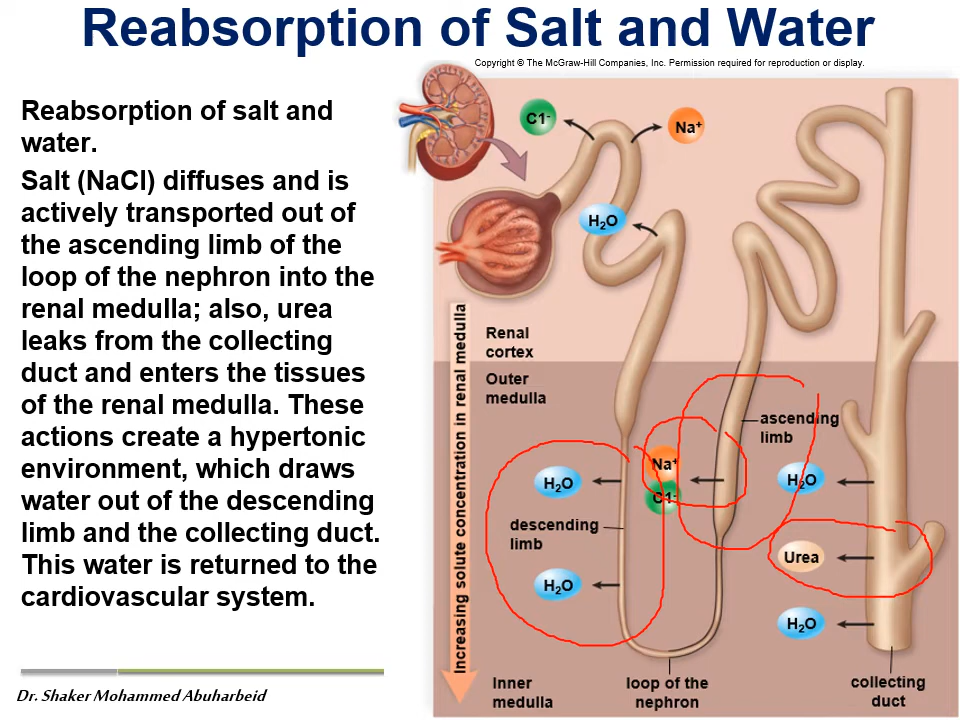 Reabsorption of Salt and Water
Copyright © The McGraw-Hill Companies, Inc. Permission required for reproduction or display.
Reabsorption of salt and
water.
Salt (NaCl) diffuses and is
actively transported out of
the ascending limb of the
loop of the nephron into the
renal medulla; also, urea
leaks from the collecting
duct and enters the tissues
of the renal medulla. These
actions create a hypertonic
environment, which draws
water out of the descending
limb and the collecting duct.
This water is returned to the
cardiovascular system.
Dr. Shaker Mohammed Abuharbeid
C1-
Na+
H2O
Renal
cortex
Outer
medulla
Increasing solute concentration in renal medulla
ascending
limb
Na+
C1-
H2O
H2O
descending
limb
Urea
H2O
H2O
Inner
medulla
loop of the
nephron
collecting
duct